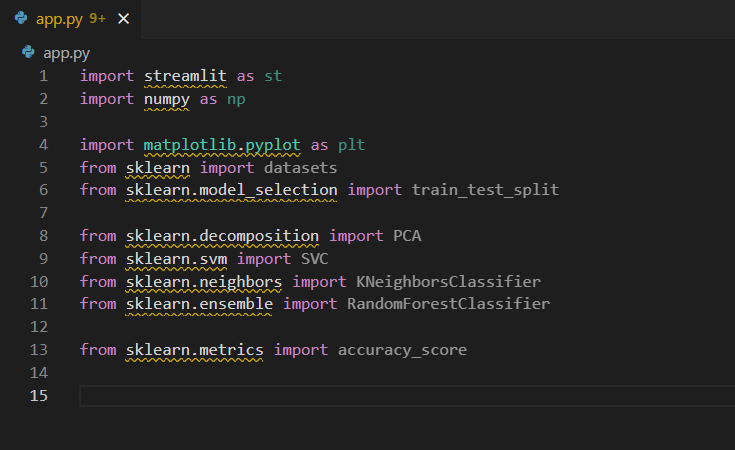 app.py 9+ ×
app.py
1 import streamlit as st
2 import numpy as np
3
4 import matplotlib.pyplot as plt
5 from sklearn import datasets
6 from sklearn.model_selection import train_test_split
7
8 from sklearn.decomposition import PCA
9 from sklearn.svm import SVC
10 from sklearn.neighbors import KNeighborsClassifier
11 from sklearn.ensemble import RandomForestClassifier
12
13 from sklearn.metrics import accuracy_score
14
15